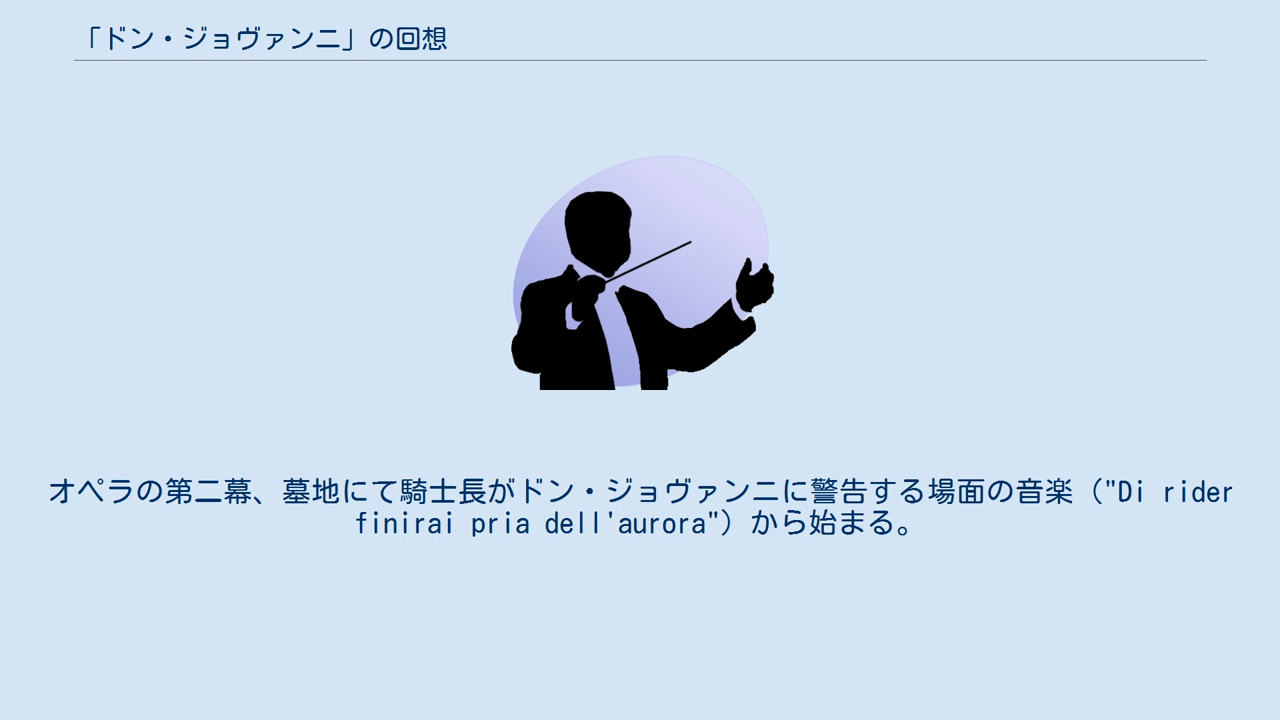 「ドン・ジョヴァンニ」の回想
オペラの第二幕、墓地にて騎士長がドン・ジョヴァンニに警告する場面の音楽（"Di rider
finirai pria dell'aurora"）から始まる。